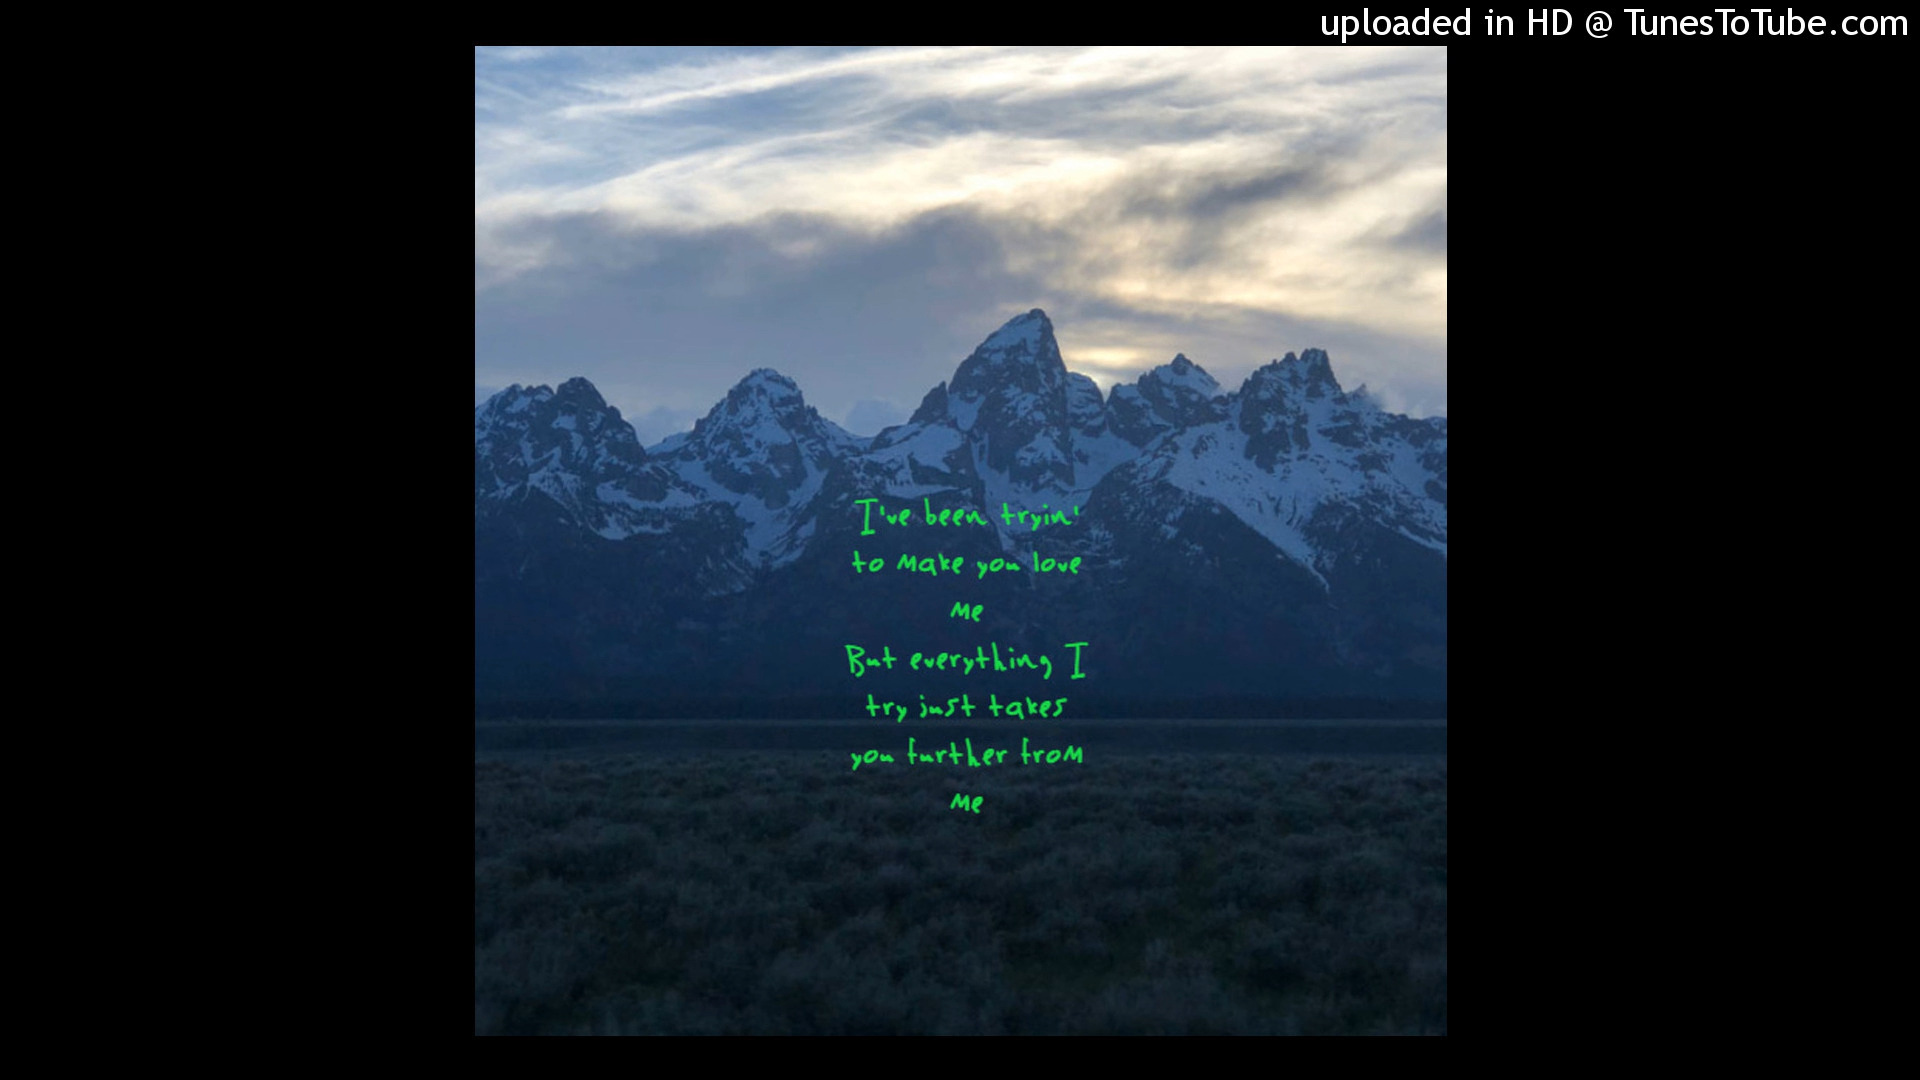 uploaded in HD @ TunesToTube.com
I've been tryin'
to make you love
me
But everything I
try just takes
you further from
me